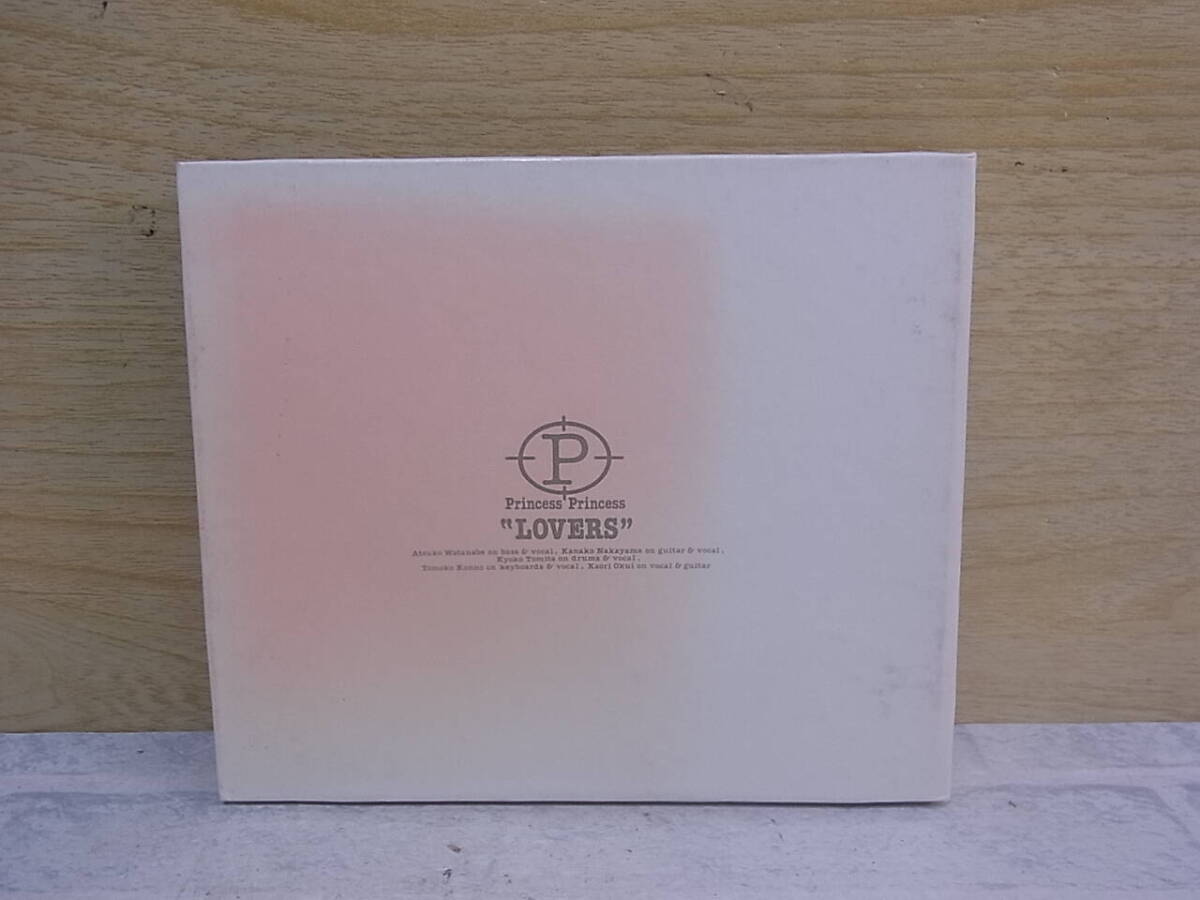 P
Princess Princess
“LOVERS”
Atsuko Watanabe on bass & vocal, Kanako Nakayama on guitar & vocal,
Kyoko Tomita on drums & vocal,
Tomoko Konno on keyboards & vocal, Kaori Okui on vocal & guitar